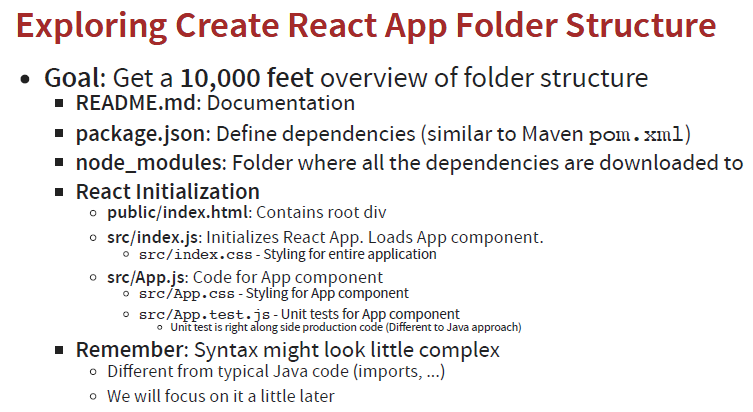 Exploring Create React App Folder Structure
• Goal: Get a 10,000 feet overview of folder structure
▪ README.md: Documentation
▪ package.json: Define dependencies (similar to Maven pom.xml)
▪ node_modules: Folder where all the dependencies are downloaded to
▪ React Initialization
○ public/index.html: Contains root div
○ src/index.js: Initializes React App. Loads App component.
○ src/index.css - Styling for entire application
○ src/App.js: Code for App component
○ src/App.css - Styling for App component
○ src/App.test.js - Unit tests for App component
○ Unit test is right along side production code (Different to Java approach)
▪ Remember: Syntax might look little complex
○ Different from typical Java code (imports, ...)
○ We will focus on it a little later